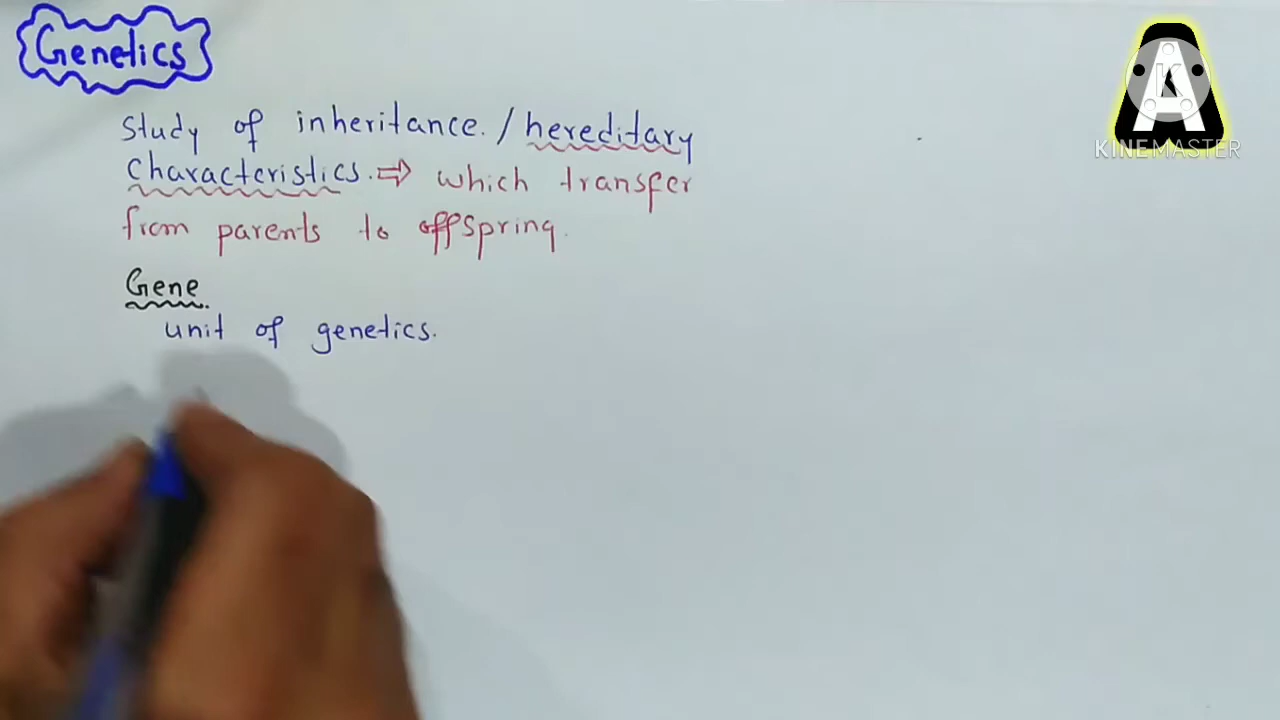 Genetics
Study of inheritance. / hereditary
Characteristics. ⇒ which transfer
from parents to offspring.
Gene.
unit of genetics.
A
K
KINEMASTER